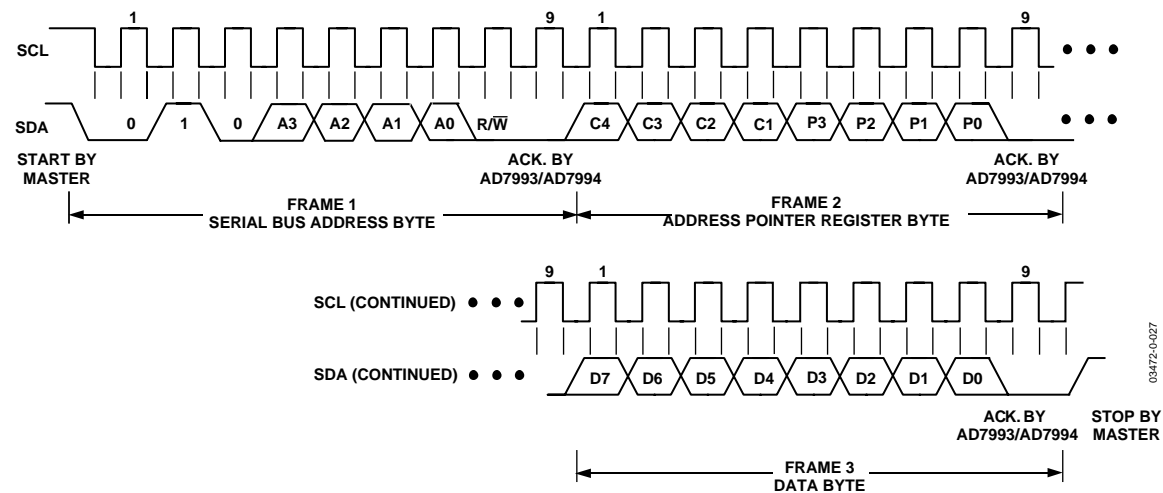 1 9 1 9
SCL
SDA 0 1 0 A3 A2 A1 A0 R/W̅ C4 C3 C2 C1 P3 P2 P1 P0
START BY MASTER
ACK. BY AD7993/AD7994
ACK. BY AD7993/AD7994
FRAME 1
SERIAL BUS ADDRESS BYTE
FRAME 2
ADDRESS POINTER REGISTER BYTE
9 1 9
SCL (CONTINUED)
SDA (CONTINUED) D7 D6 D5 D4 D3 D2 D1 D0
ACK. BY AD7993/AD7994
STOP BY MASTER
FRAME 3
DATA BYTE
03472-0-027